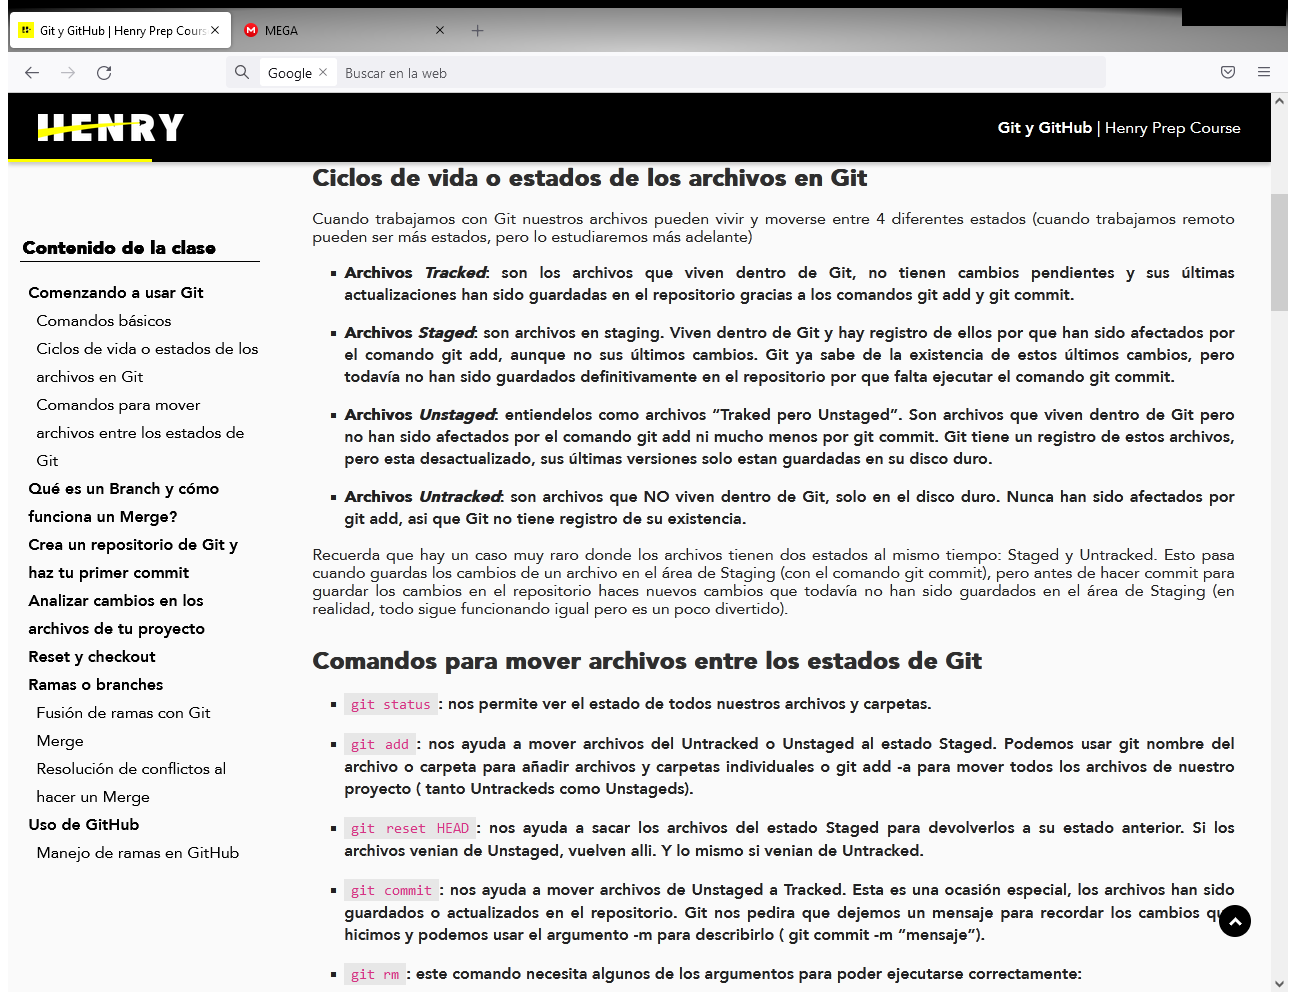 Git y GitHub | Henry Prep Cours
MEGA
Google
Buscar en la web
HENRY
Git y GitHub | Henry Prep Course
Contenido de la clase
Comenzando a usar Git
Comandos básicos
Ciclos de vida o estados de los
archivos en Git
Comandos para mover
archivos entre los estados de
Git
Qué es un Branch y cómo
funciona un Merge?
Crea un repositorio de Git y
haz tu primer commit
Analizar cambios en los
archivos de tu proyecto
Reset y checkout
Ramas o branches
Fusión de ramas con Git
Merge
Resolución de conflictos al
hacer un Merge
Uso de GitHub
Manejo de ramas en GitHub
Ciclos de vida o estados de los archivos en Git
Cuando trabajamos con Git nuestros archivos pueden vivir y moverse entre 4 diferentes estados (cuando trabajamos remoto
pueden ser más estados, pero lo estudiaremos más adelante)
Archivos Tracked: son los archivos que viven dentro de Git, no tienen cambios pendientes y sus últimas
actualizaciones han sido guardadas en el repositorio gracias a los comandos git add y git commit.
Archivos Staged: son archivos en staging. Viven dentro de Git y hay registro de ellos por que han sido afectados por
el comando git add, aunque no sus últimos cambios. Git ya sabe de la existencia de estos últimos cambios, pero
todavía no han sido guardados definitivamente en el repositorio por que falta ejecutar el comando git commit.
Archivos Unstaged: entiendelos como archivos “Traked pero Unstaged”. Son archivos que viven dentro de Git pero
no han sido afectados por el comando git add ni mucho menos por git commit. Git tiene un registro de estos archivos,
pero esta desactualizado, sus últimas versiones solo estan guardadas en su disco duro.
Archivos Untracked: son archivos que NO viven dentro de Git, solo en el disco duro. Nunca han sido afectados por
git add, asi que Git no tiene registro de su existencia.
Recuerda que hay un caso muy raro donde los archivos tienen dos estados al mismo tiempo: Staged y Untracked. Esto pasa
cuando guardas los cambios de un archivo en el área de Staging (con el comando git commit), pero antes de hacer commit para
guardar los cambios en el repositorio haces nuevos cambios que todavía no han sido guardados en el área de Staging (en
realidad, todo sigue funcionando igual pero es un poco divertido).
Comandos para mover archivos entre los estados de Git
git status : nos permite ver el estado de todos nuestros archivos y carpetas.
git add : nos ayuda a mover archivos del Untracked o Unstaged al estado Staged. Podemos usar git nombre del
archivo o carpeta para añadir archivos y carpetas individuales o git add -a para mover todos los archivos de nuestro
proyecto ( tanto Untrackeds como Unstageds).
git reset HEAD : nos ayuda a sacar los archivos del estado Staged para devolverlos a su estado anterior. Si los
archivos venian de Unstaged, vuelven alli. Y lo mismo si venian de Untracked.
git commit : nos ayuda a mover archivos de Unstaged a Tracked. Esta es una ocasión especial, los archivos han sido
guardados o actualizados en el repositorio. Git nos pedira que dejemos un mensaje para recordar los cambios qu
hicimos y podemos usar el argumento -m para describirlo ( git commit -m “mensaje”).
git rm : este comando necesita algunos de los argumentos para poder ejecutarse correctamente: